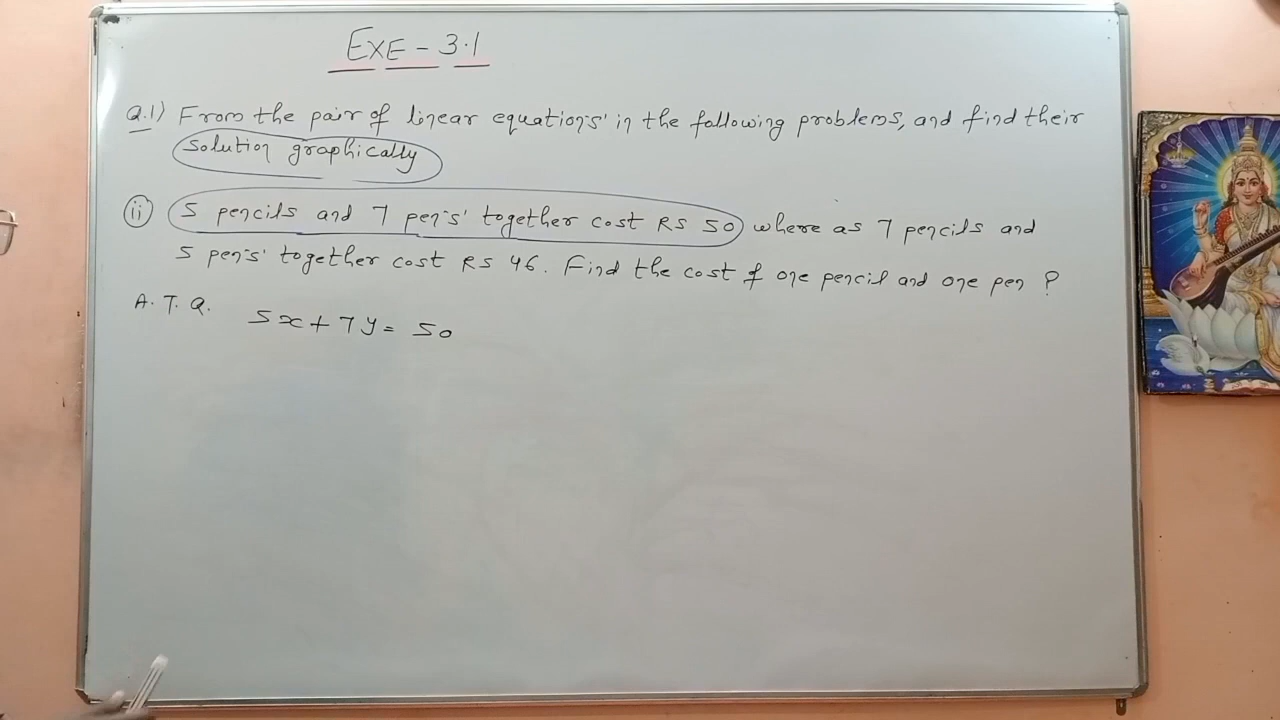 EXE - 3.1
Q.1) From the pair of linear equations' in the following problems, and find their
solution graphically
ii 5 pencils and 7 pen's' together cost RS 50 where as 7 pencils and
5 pen's' together cost RS 46. Find the cost of one pencil and one pen ?
A. T. Q. 5x + 7y = 50